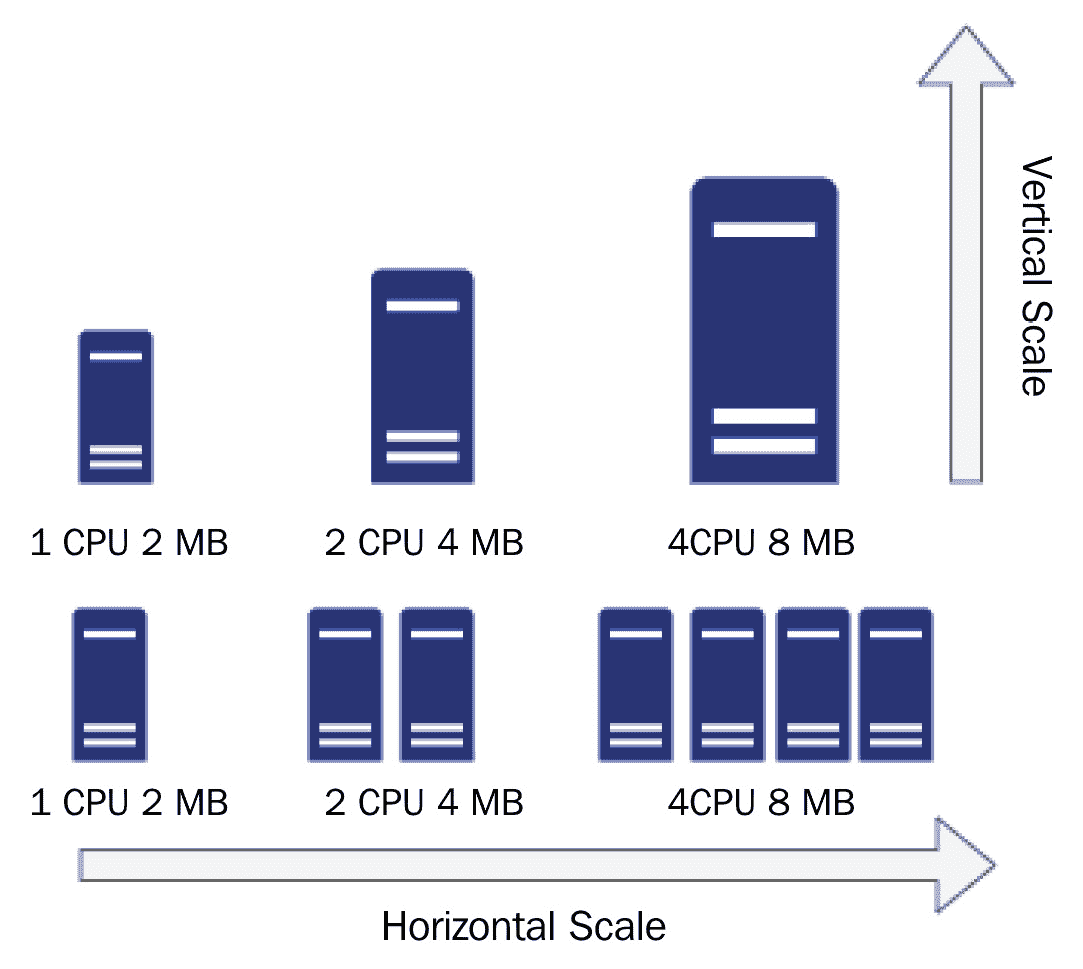 Vertical Scale
1 CPU 2 MB
2 CPU 4 MB
4CPU 8 MB
1 CPU 2 MB
2 CPU 4 MB
4CPU 8 MB
Horizontal Scale